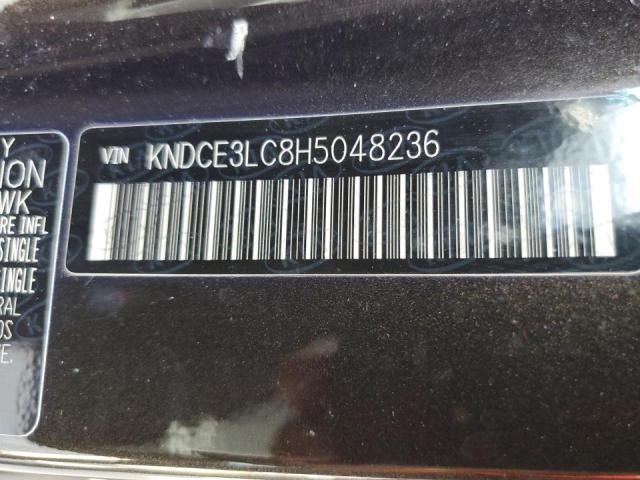 Y
ION
WK
RE INFL
SINGLE
SINGLE
RAL
OS
E.
VIN KNDCE3LC8H5048236